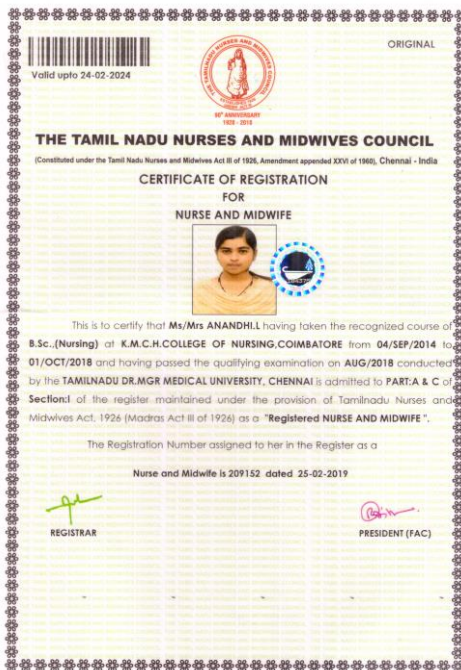 ORIGINAL
Valid upto 24-02-2024
90th ANNIVERSARY
1926 - 2016
THE TAMIL NADU NURSES AND MIDWIVES COUNCIL
(Constituted under the Tamil Nadu Nurses and Midwives Act III of 1926, Amendment appended XXVI of 1960), Chennai - India
CERTIFICATE OF REGISTRATION
FOR
NURSE AND MIDWIFE
This is to certify that Ms/Mrs ANANDHI.L having taken the recognized course of
B.Sc.,(Nursing) at K.M.C.H.COLLEGE OF NURSING,COIMBATORE from 04/SEP/2014 to
01/OCT/2018 and having passed the qualifying examination on AUG/2018 conducted
by the TAMILNADU DR.MGR MEDICAL UNIVERSITY, CHENNAI is admitted to PART:A & C of
Section:I of the register maintained under the provision of Tamilnadu Nurses and
Midwives Act, 1926 (Madras Act III of 1926) as a "Registered NURSE AND MIDWIFE ".
The Registration Number assigned to her in the Register as a
Nurse and Midwife is 209152 dated 25-02-2019
REGISTRAR
PRESIDENT (FAC)